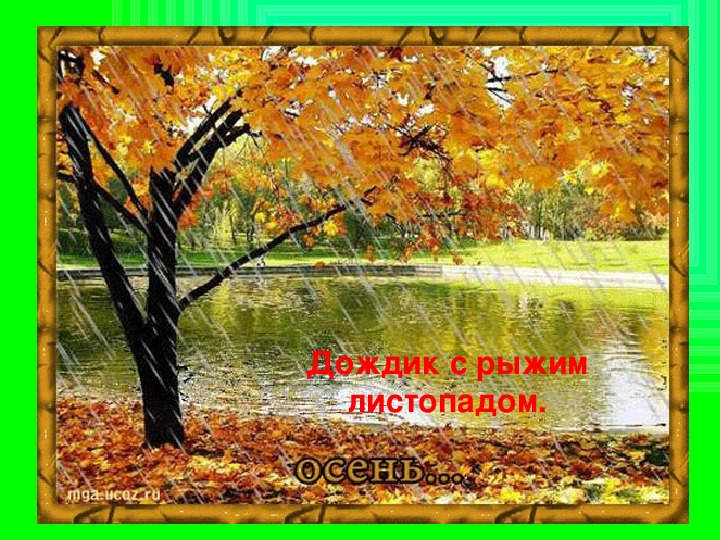 Дождик с рыжим
листопадом.
осень...
mga.ucoz.ru